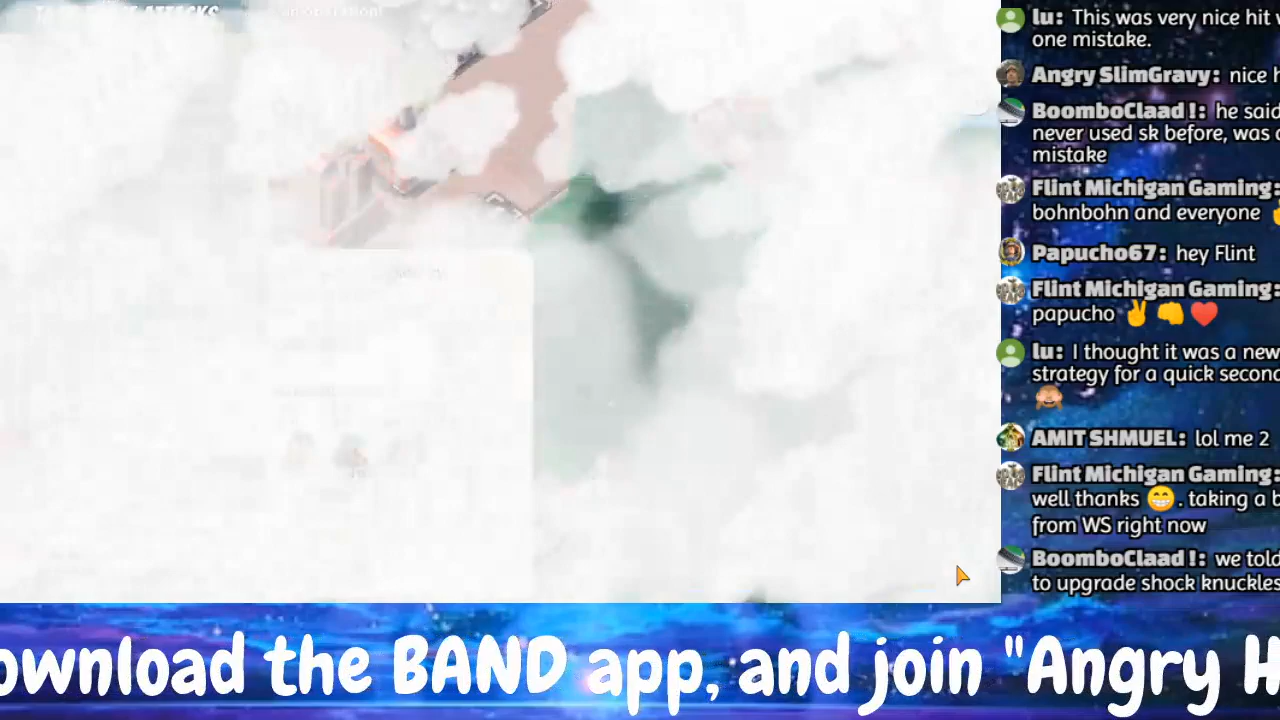 lu: This was very nice hit
one mistake.
Angry SlimGravy: nice
BoomboClaad !: he said
never used sk before, was
mistake
Flint Michigan Gaming:
bohnbohn and everyone
Papucho67: hey Flint
Flint Michigan Gaming:
papucho ✌️ 👊 ❤️
lu: I thought it was a new
strategy for a quick second
🙈
AMIT SHMUEL: lol me 2
Flint Michigan Gaming:
well thanks 😁. taking a b
from WS right now
BoomboClaad !: we told
to upgrade shock knuckles
ownload the BAND app, and join "Angry H